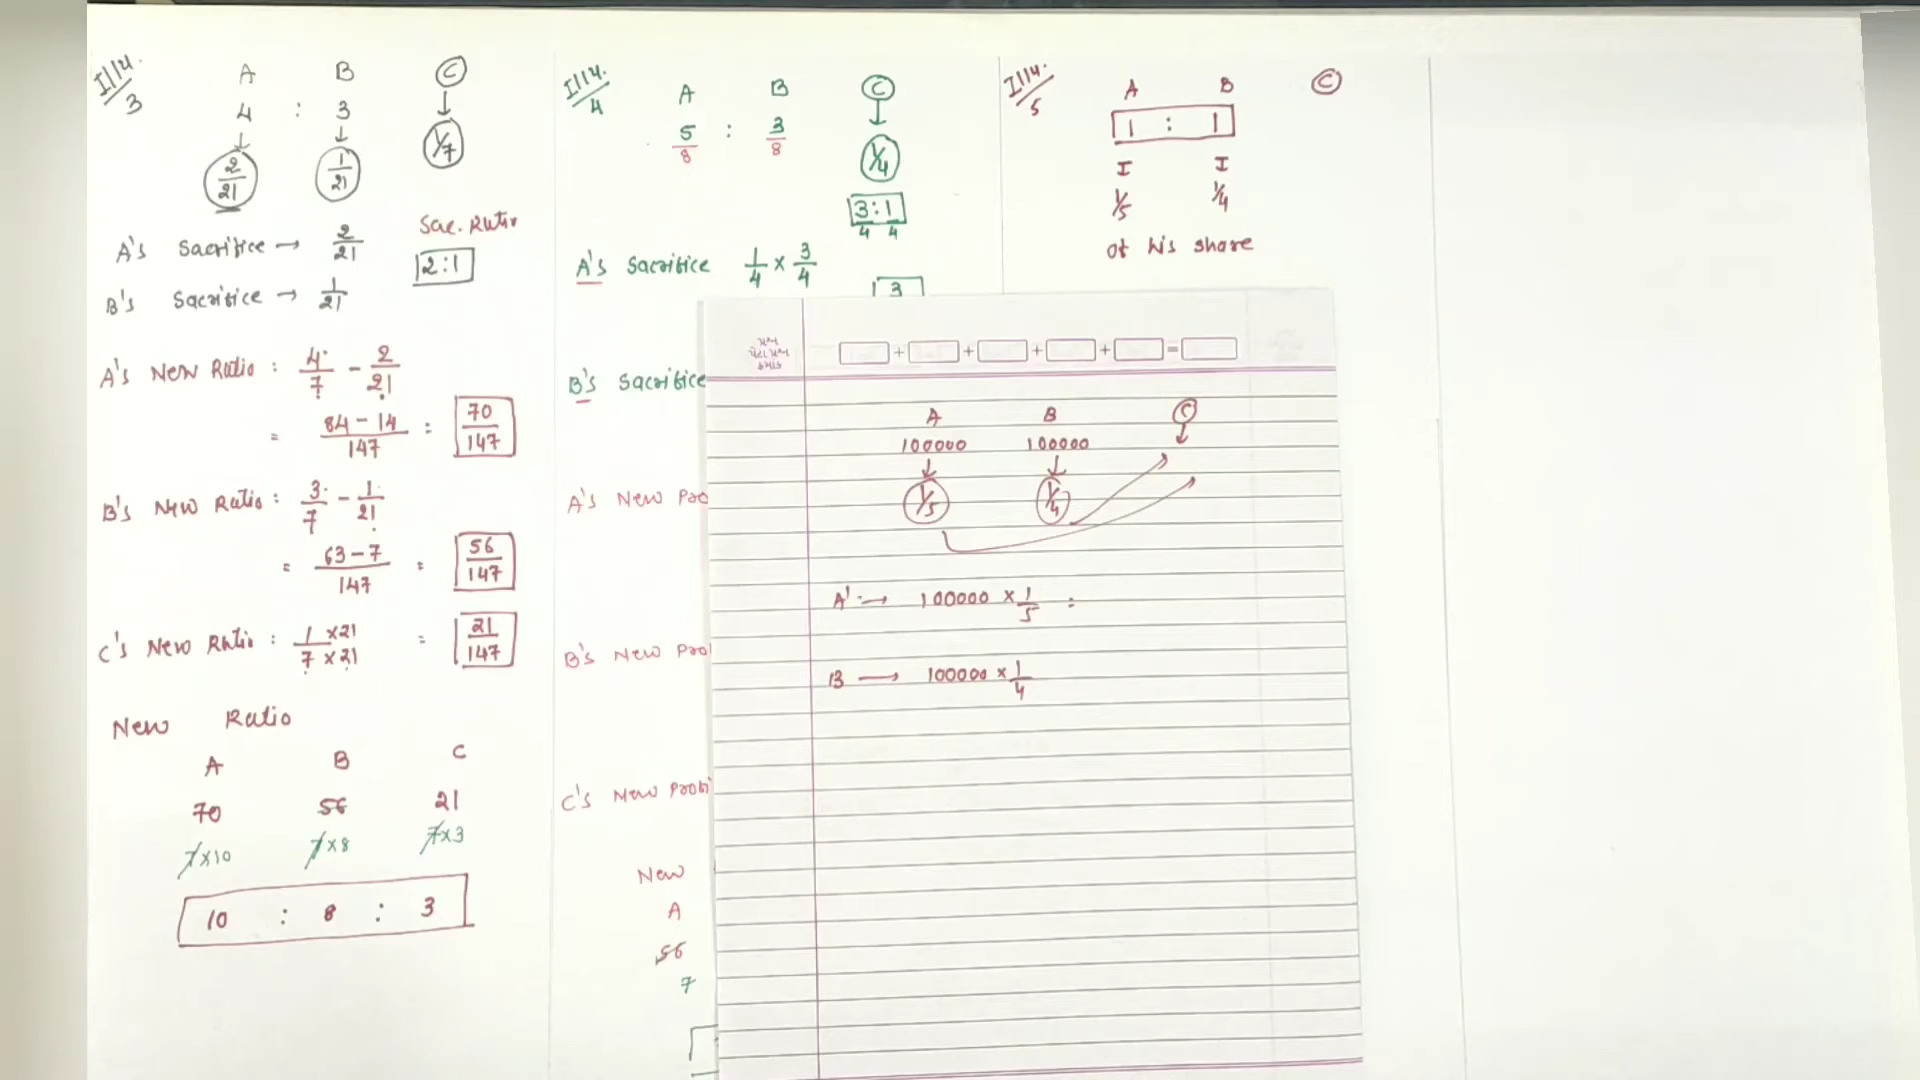 Ill4. 3
A B C
4 : 3 1/7
2/21 1/21
A's Sacrifice → 2/21
Sac. Ratio
2:1
B's Sacrifice → 1/21
A's New Ratio : 4/7 - 2/21
= 84-14/147 = 70/147
B's New Ratio : 3/7 - 1/21
= 63-7/147 = 56/147
C's New Ratio : 1/7 ×21 ×21 = 21/147
New Ratio
A B C
70 56 21
7×10 7×8 7×3
10 : 8 : 3
Ill4. 4
A B C
5/8 : 3/8 1/4
3:1
4 4
A's Sacrifice 1/4 × 3/4
3
B's Sacrifice
A's New
B's New
C's New
New
A
56
7
Ill4. 5
A B C
1 : 1
1/5 1/4
of his share
+ + + + =
A B C
100000 100000
1/5 1/4
A' → 100000 × 1/5 =
B → 100000 × 1/4